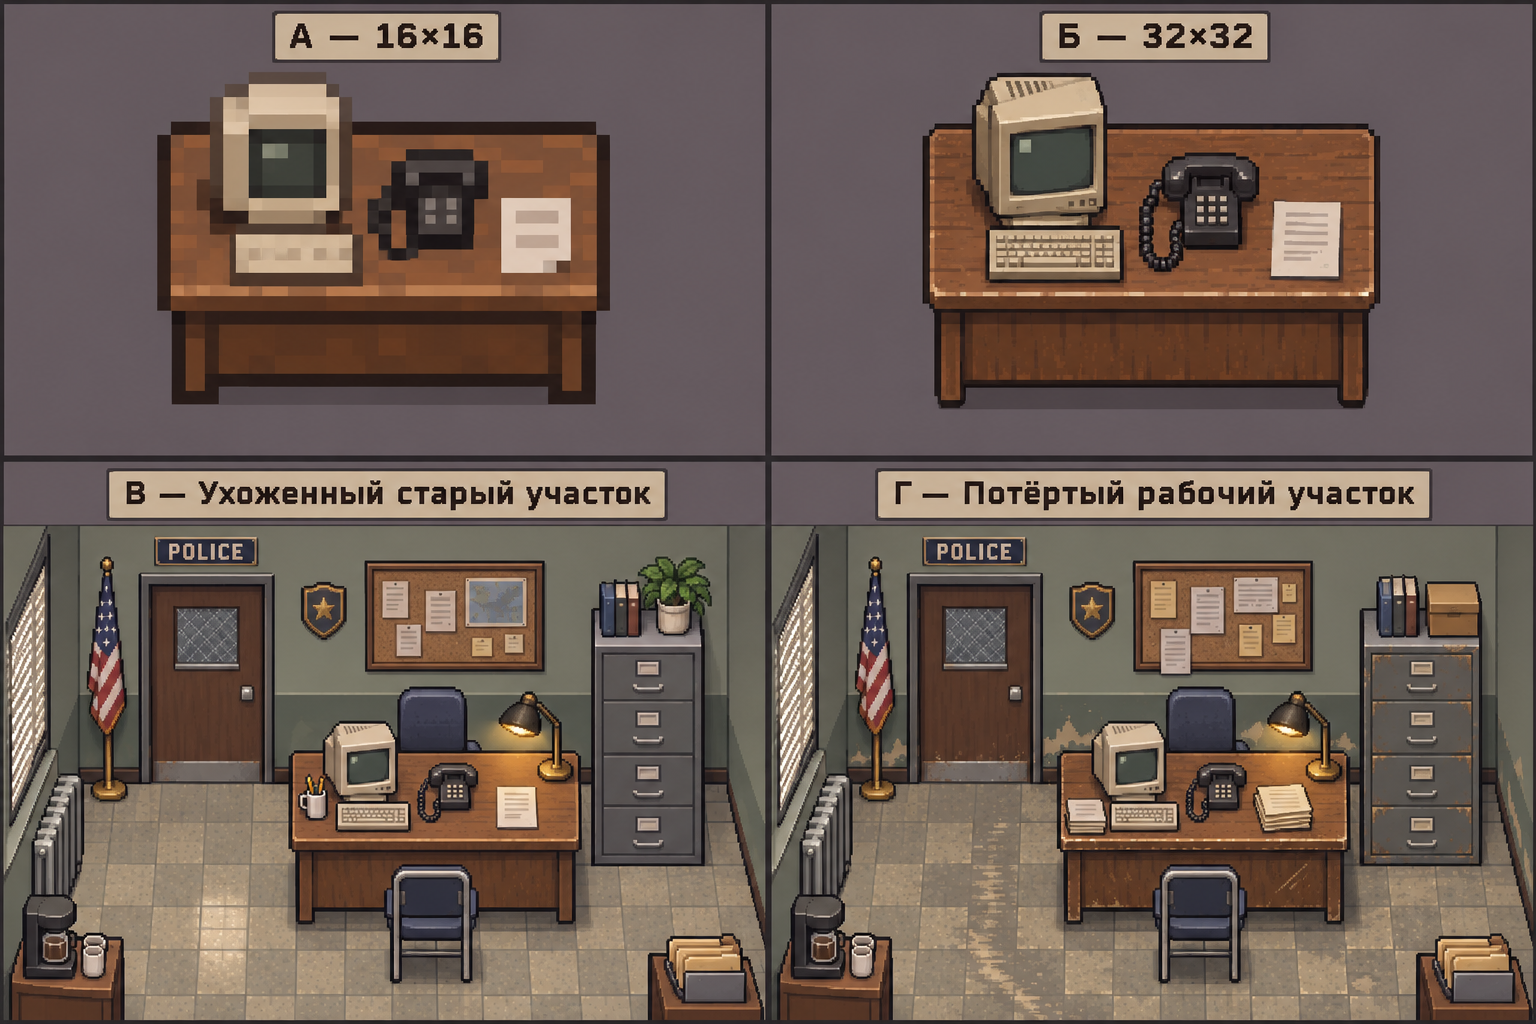 А — 16×16
Б — 32×32
В — Ухоженный старый участок
Г — Потёртый рабочий участок
POLICE
POLICE